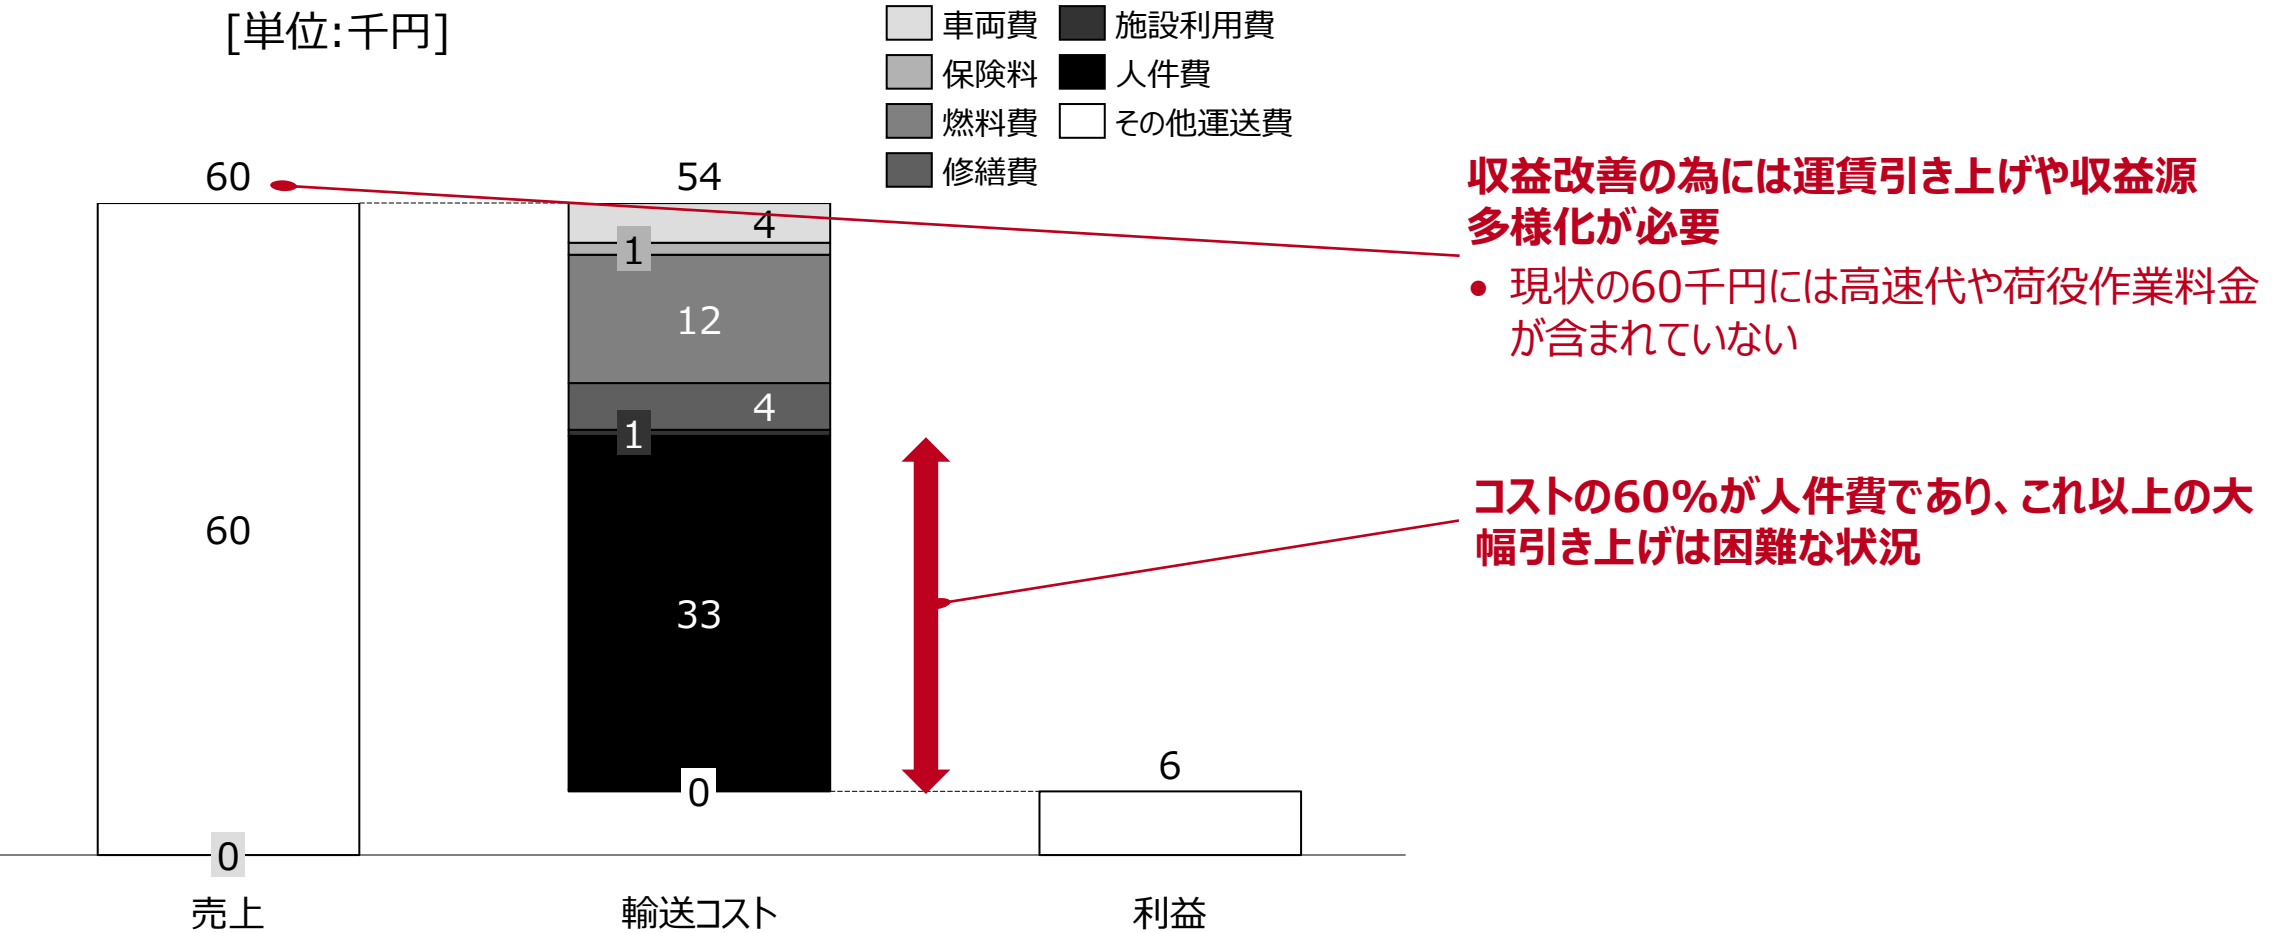 [単位:千円]
車両費
施設利用費
保険料
人件費
燃料費
その他運送費
修繕費
60
54
4
1
12
4
1
60
33
0
6
0
売上
輸送コスト
利益
収益改善の為には運賃引き上げや収益源
多様化が必要
• 現状の60千円には高速代や荷役作業料金
が含まれていない
コストの60%が人件費であり、これ以上の大
幅引き上げは困難な状況